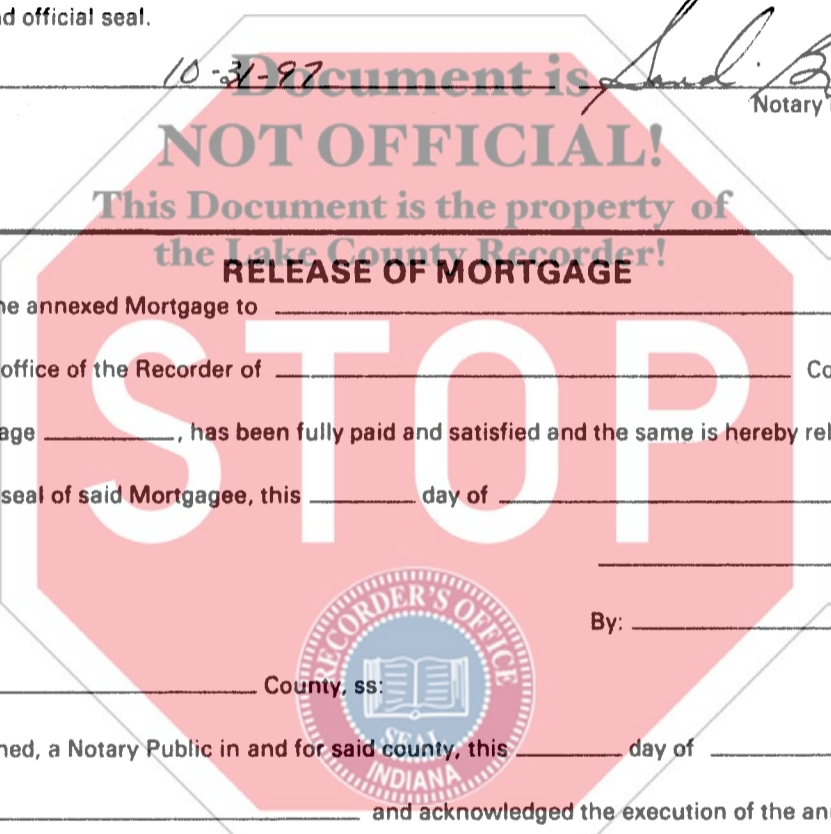 d official seal.
10-31-97
Notary
Document is
NOT OFFICIAL!
This Document is the property of
the Lake County Recorder!
RELEASE OF MORTGAGE
he annexed Mortgage to
office of the Recorder of Co
age , has been fully paid and satisfied and the same is hereby rel
seal of said Mortgagee, this day of
STOP
By:
RECORDER'S OFFICE
County, ss:
SEAL
INDIANA
ned, a Notary Public in and for said county, this day of
and acknowledged the execution of the an